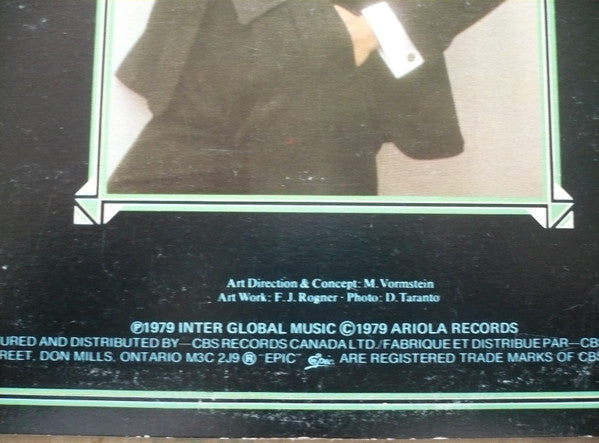 Art Direction & Concept: M. Vormstein
Art Work: F. J. Rogner · Photo: D. Taranto
℗1979 INTER GLOBAL MUSIC ©1979 ARIOLA RECORDS
URED AND DISTRIBUTED BY—CBS RECORDS CANADA LTD./FABRIQUE ET DISTRIBUE PAR—CB
REET, DON MILLS, ONTARIO M3C 2J9 ® "EPIC" Epic ARE REGISTERED TRADE MARKS OF CBS